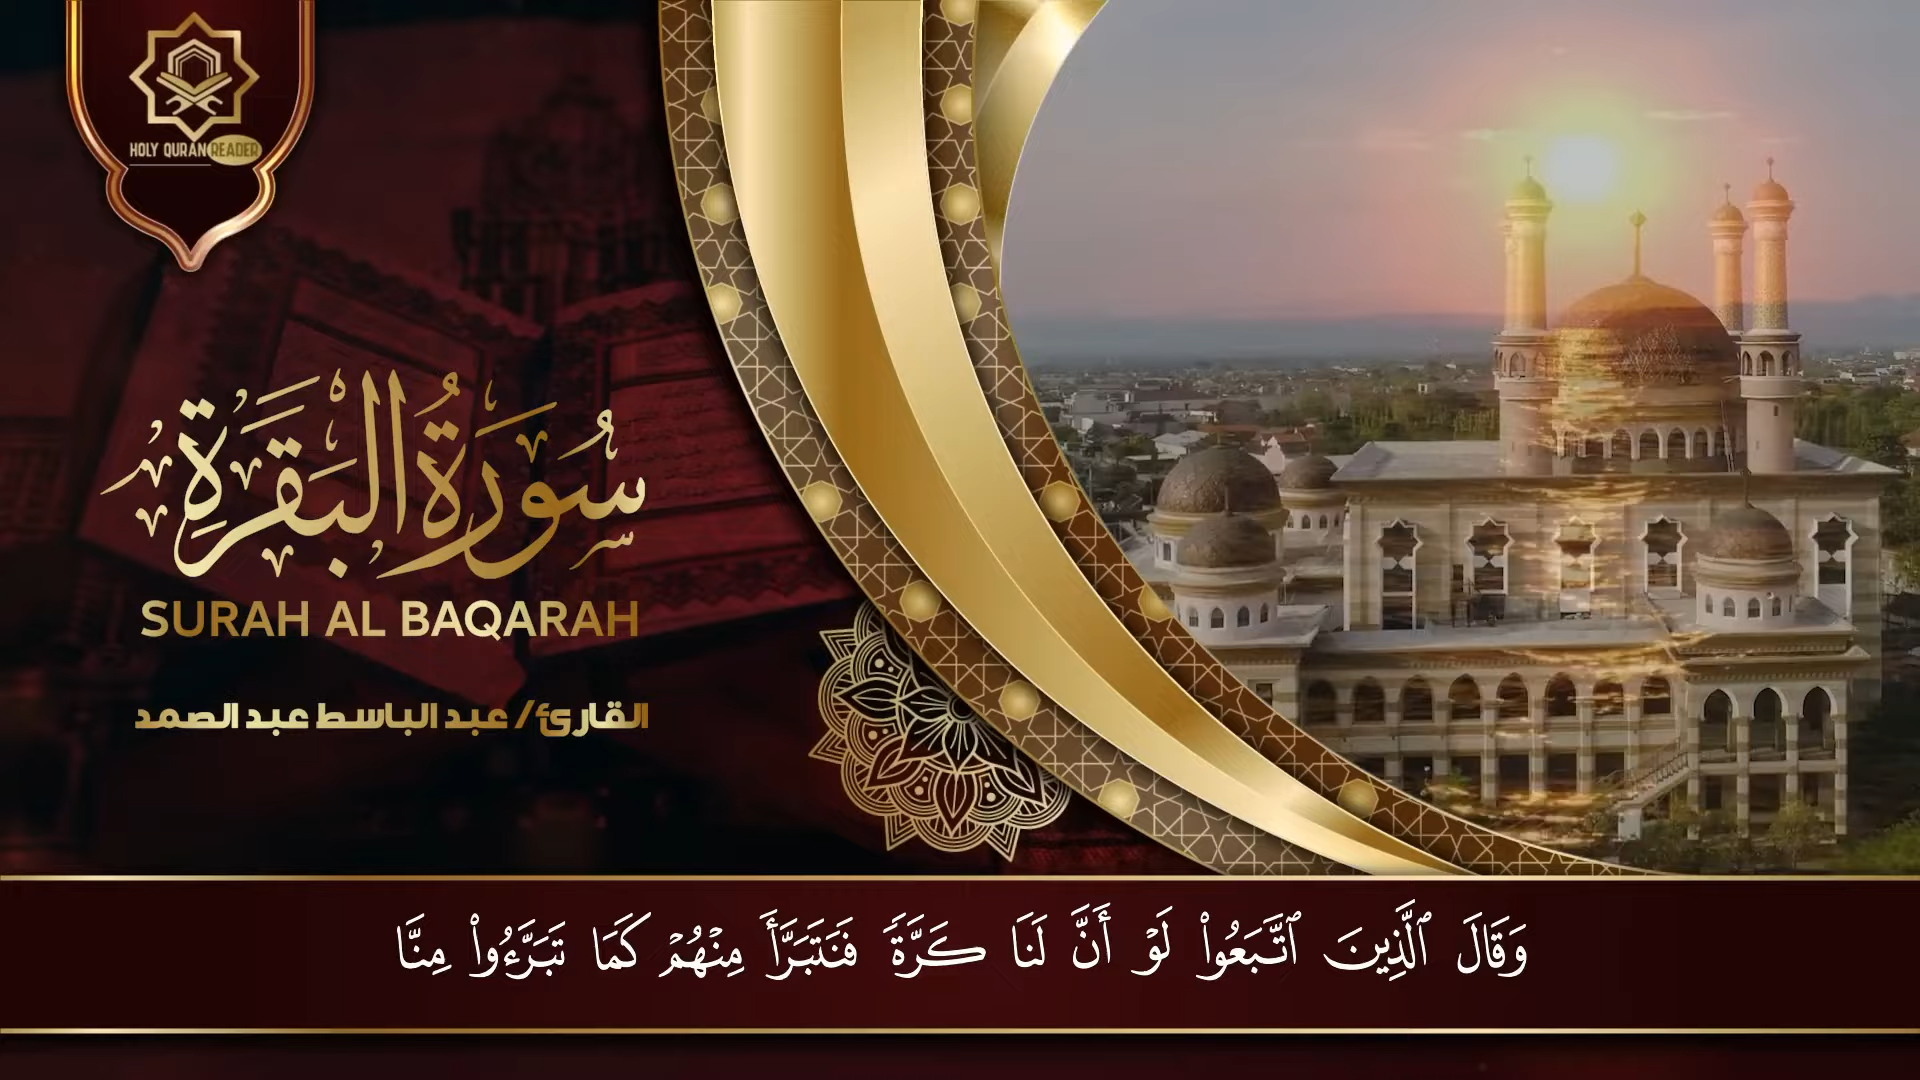 HOLY QURAN READER
سُورَةُ البَقَرَةِ
SURAH AL BAQARAH
القارئ/ عبد الباسط عبد الصمد
وَقَالَ ٱلَّذِينَ ٱتَّبَعُوا۟ لَوْ أَنَّ لَنَا كَرَّةً فَنَتَبَرَّأَ مِنْهُمْ كَمَا تَبَرَّءُوا۟ مِنَّا